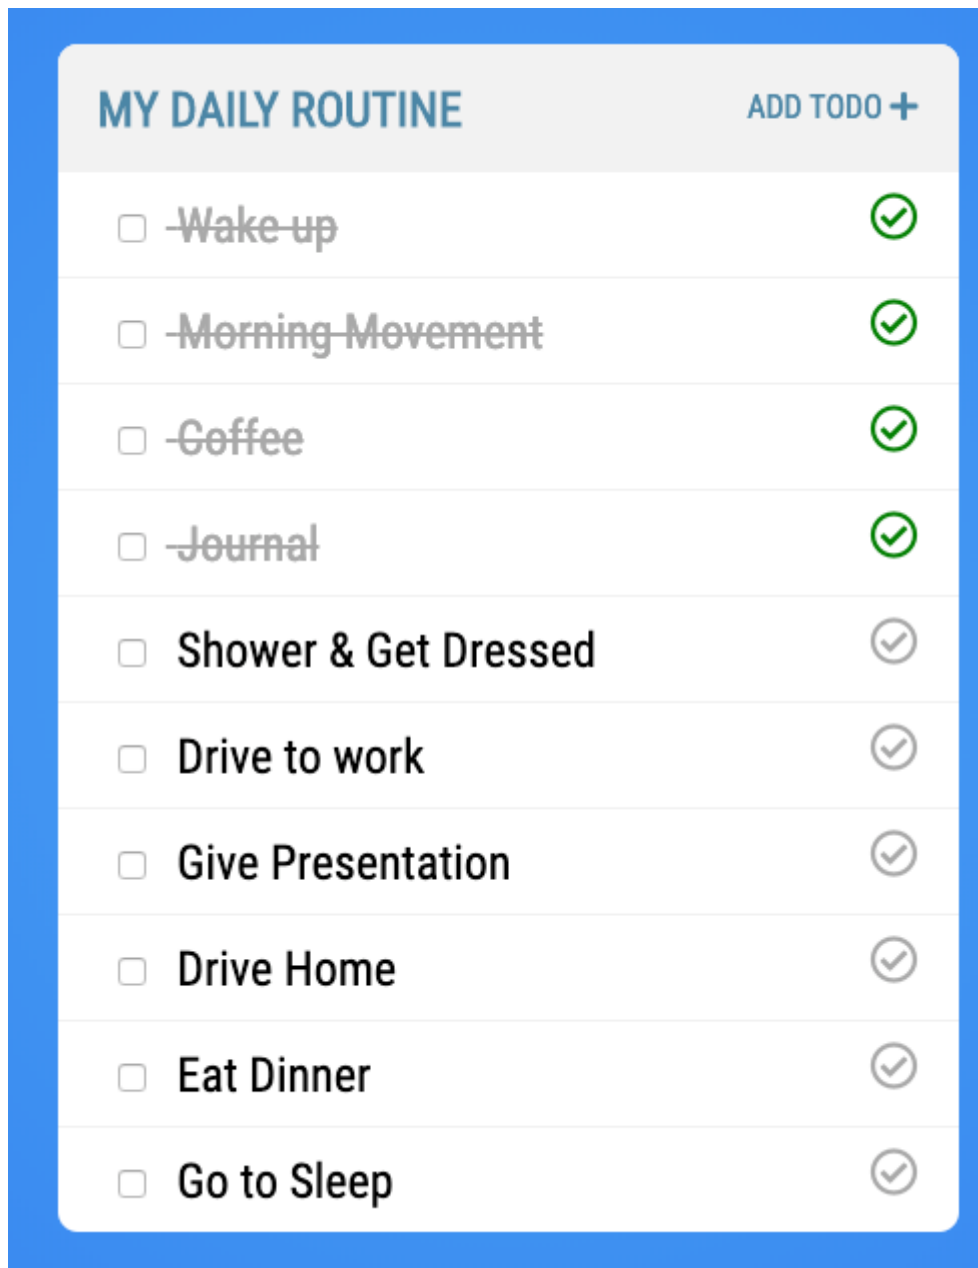 MY DAILY ROUTINE
ADD TODO +
Wake up
Morning Movement
Coffee
Journal
Shower & Get Dressed
Drive to work
Give Presentation
Drive Home
Eat Dinner
Go to Sleep